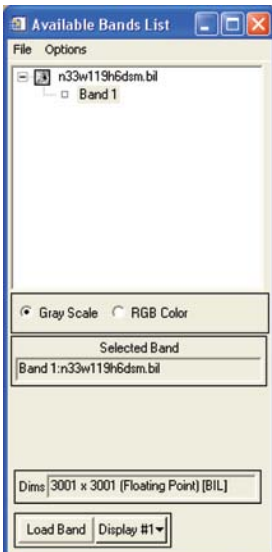 Available Bands List
File Options
n33w119h6dsm.bil
Band 1
Gray Scale RGB Color
Selected Band
Band 1:n33w119h6dsm.bil
Dims 3001 x 3001 (Floating Point) [BIL]
Load Band Display #1